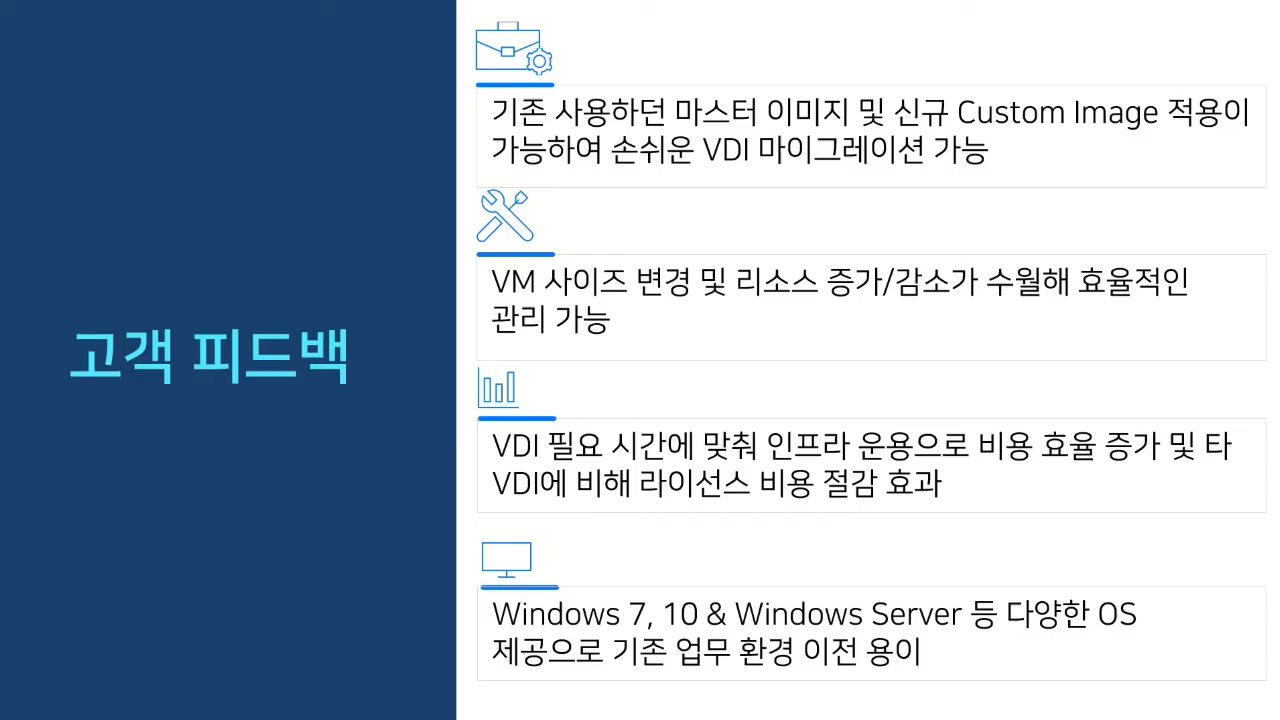 고객 피드백
기존 사용하던 마스터 이미지 및 신규 Custom Image 적용이
가능하여 손쉬운 VDI 마이그레이션 가능
VM 사이즈 변경 및 리소스 증가/감소가 수월해 효율적인
관리 가능
VDI 필요 시간에 맞춰 인프라 운용으로 비용 효율 증가 및 타
VDI에 비해 라이선스 비용 절감 효과
Windows 7, 10 & Windows Server 등 다양한 OS
제공으로 기존 업무 환경 이전 용이